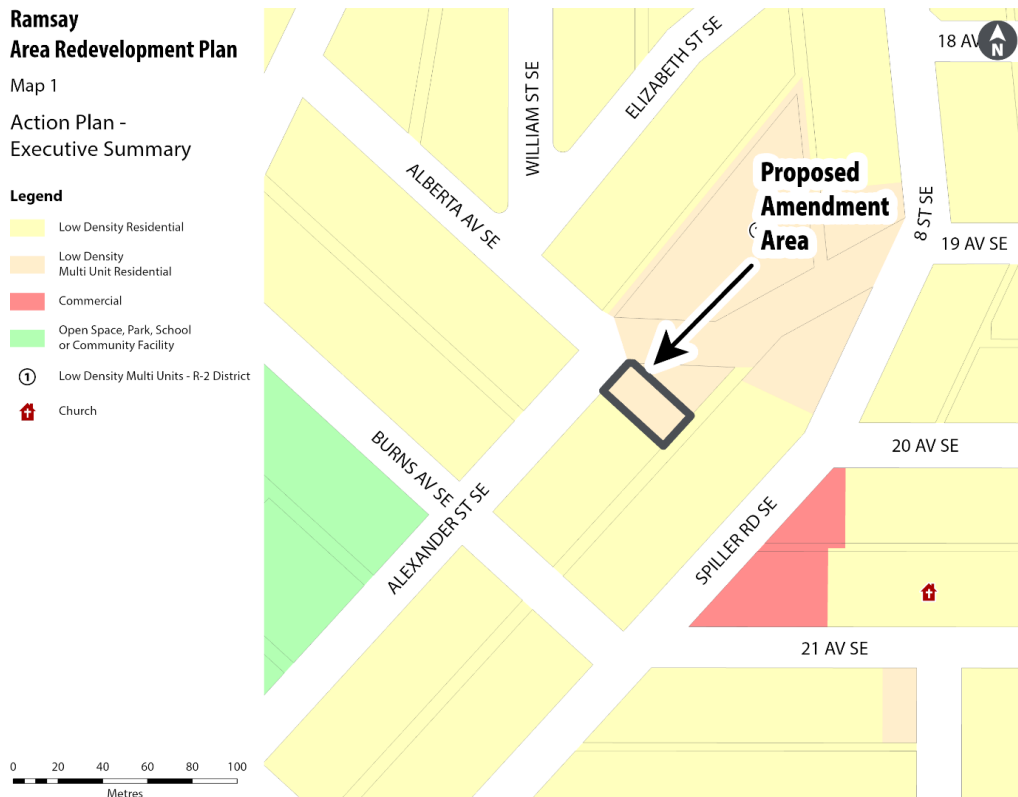 Ramsay
Area Redevelopment Plan
Map 1
Action Plan -
Executive Summary
Legend
Low Density Residential
Low Density
Multi Unit Residential
Commercial
Open Space, Park, School
or Community Facility
1
Low Density Multi Units - R-2 District
Church
0 20 40 60 80 100
Metres
WILLIAM ST SE
ELIZABETH ST SE
18 AV
N
ALBERTA AV SE
Proposed
Amendment
Area
8 ST SE
19 AV SE
BURNS AV SE
ALEXANDER ST SE
20 AV SE
SPILLER RD SE
21 AV SE